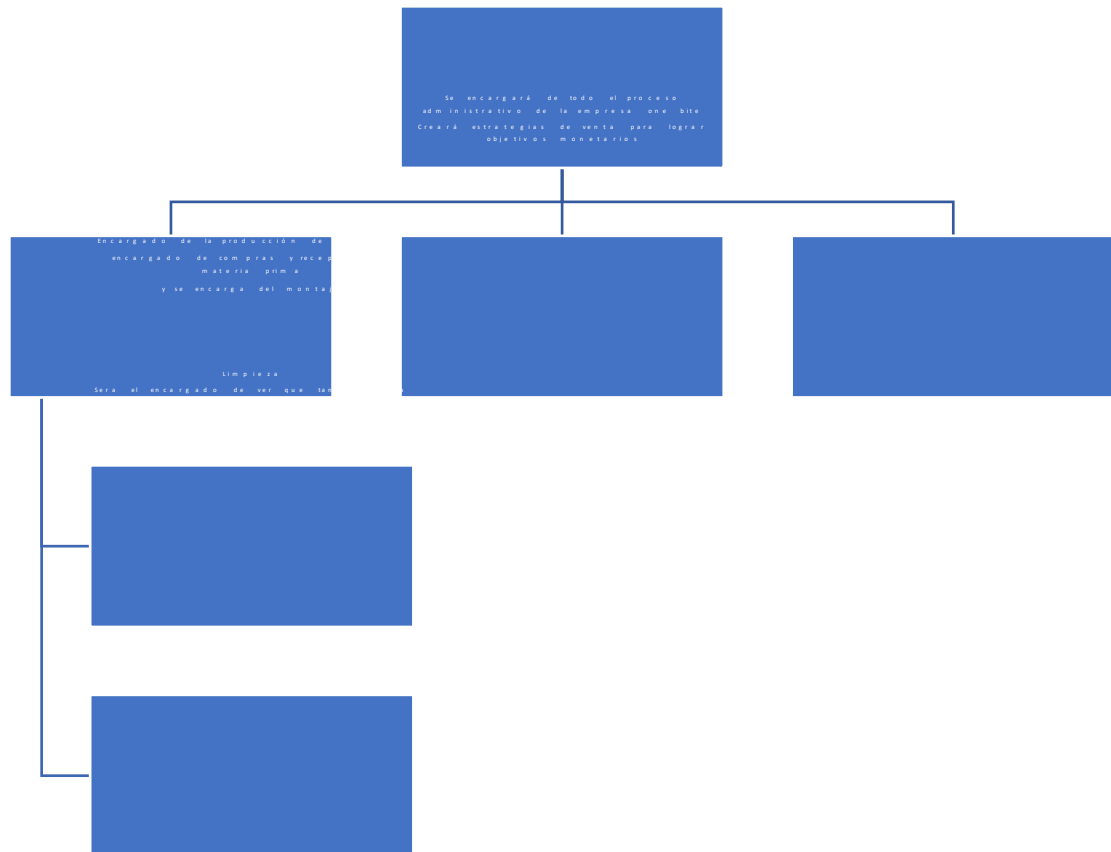 Se encargará de todo el proceso
administrativo de la empresa one bite
Creará estrategias de venta para lograr
objetivos monetarios
Encargado de la producción de
encargado de compras y recep
materia prima
y se encarga del montaj
Limpieza
Sera el encargado de ver que tan